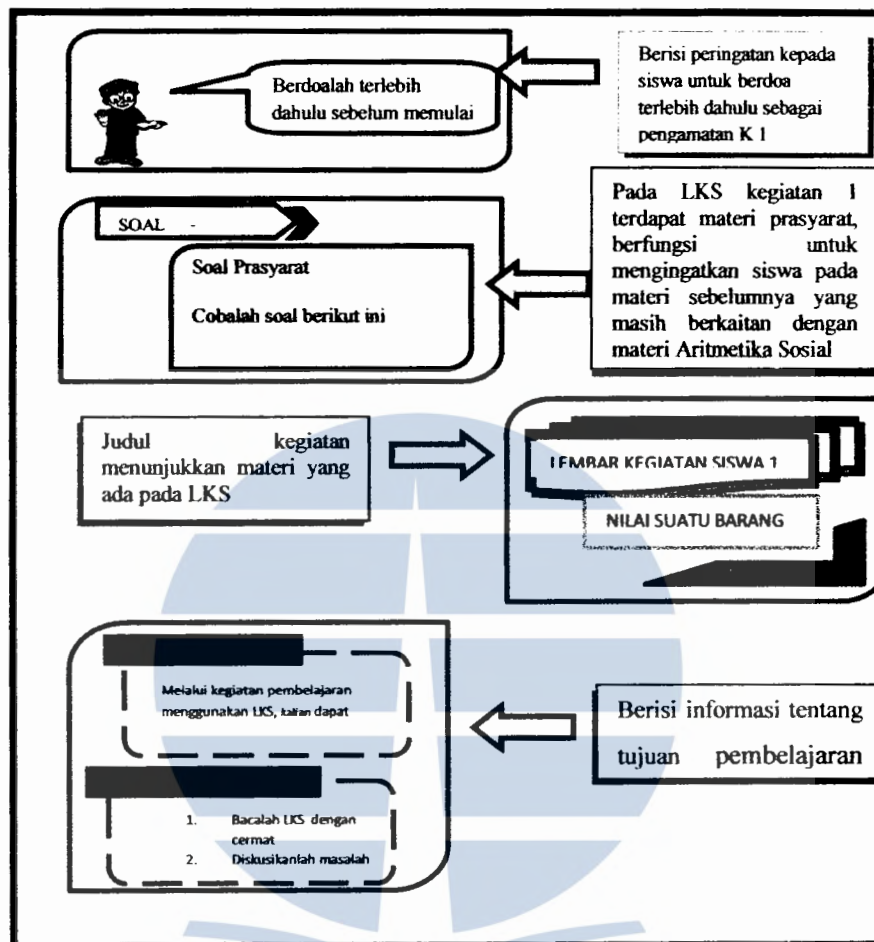 Berdoalah terlebih
dahulu sebelum memulai
Berisi peringatan kepada
siswa untuk berdoa
terlebih dahulu sebagai
pengamatan K 1
SOAL -
Soal Prasyarat
Cobalah soal berikut ini
Pada LKS kegiatan 1
terdapat materi prasyarat,
berfungsi untuk
mengingatkan siswa pada
materi sebelumnya yang
masih berkaitan dengan
materi Aritmetika Sosial
Judul kegiatan
menunjukkan materi yang
ada pada LKS
LEMBAR KEGIATAN SISWA 1
NILAI SUATU BARANG
Melalui kegiatan pembelajaran
menggunakan LKS, kalian dapat
1. Bacalah LKS dengan
cermat
2. Diskusikanlah masalah
Berisi informasi tentang
tujuan pembelajaran